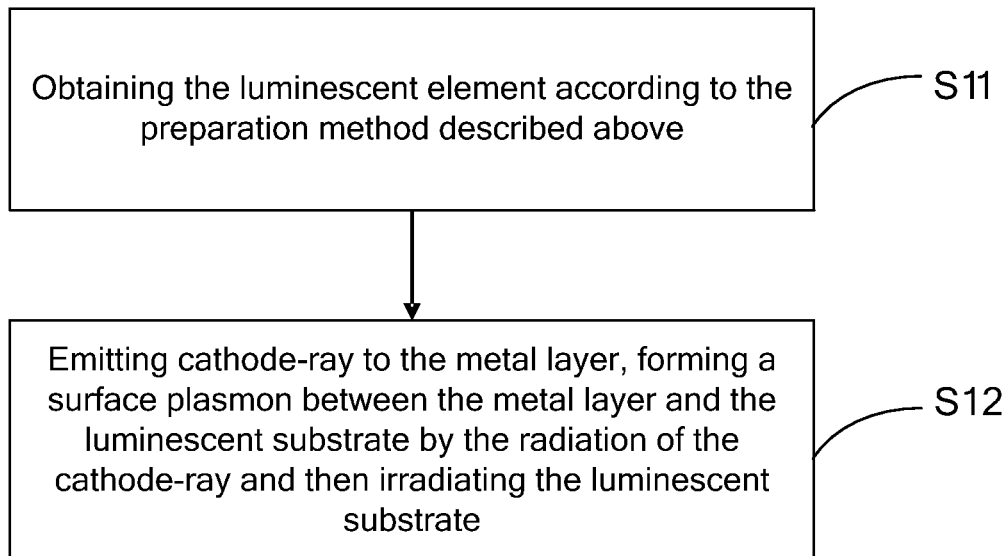 Obtaining the luminescent element according to the
preparation method described above
S11
Emitting cathode-ray to the metal layer, forming a
surface plasmon between the metal layer and the
luminescent substrate by the radiation of the
cathode-ray and then irradiating the luminescent
substrate
S12